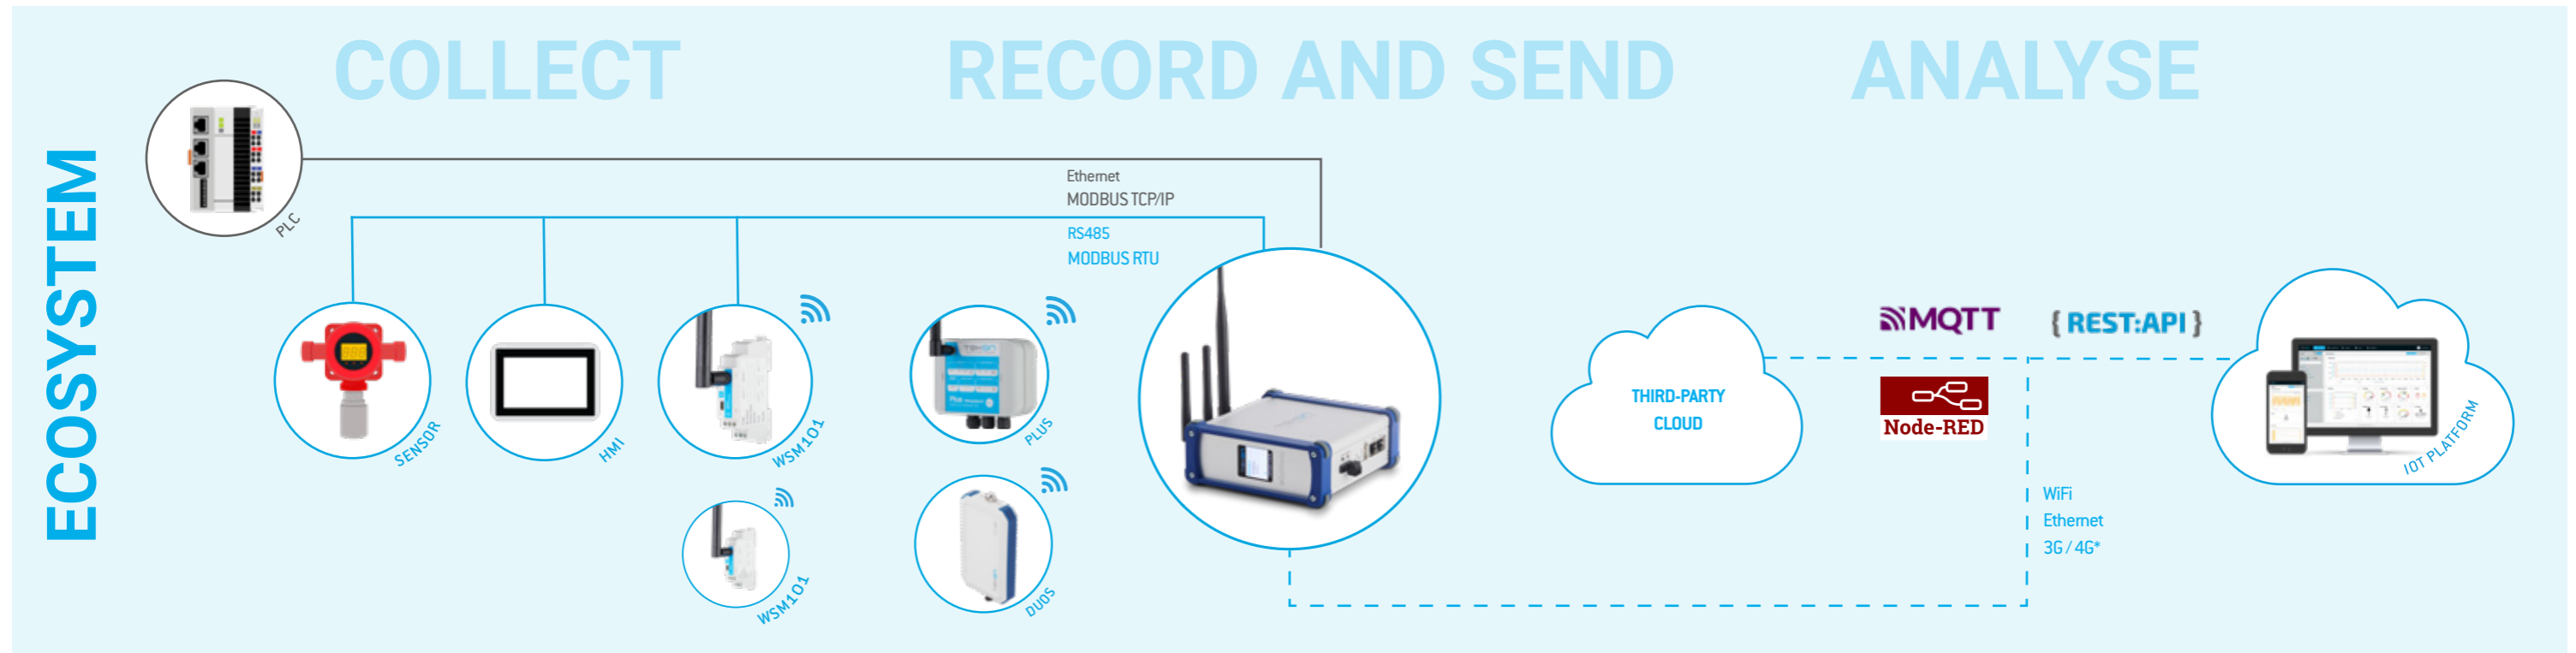 COLLECT
RECORD AND SEND
ANALYSE
ECOSYSTEM
PLC
Ethernet
MODBUS TCP/IP
RS485
MODBUS RTU
SENSOR
HMI
WSM101
PLUS
WSM101
DUOS
THIRD-PARTY
CLOUD
MQTT
{ REST:API }
Node-RED
WiFi
Ethernet
3G / 4G*
IOT PLATFORM